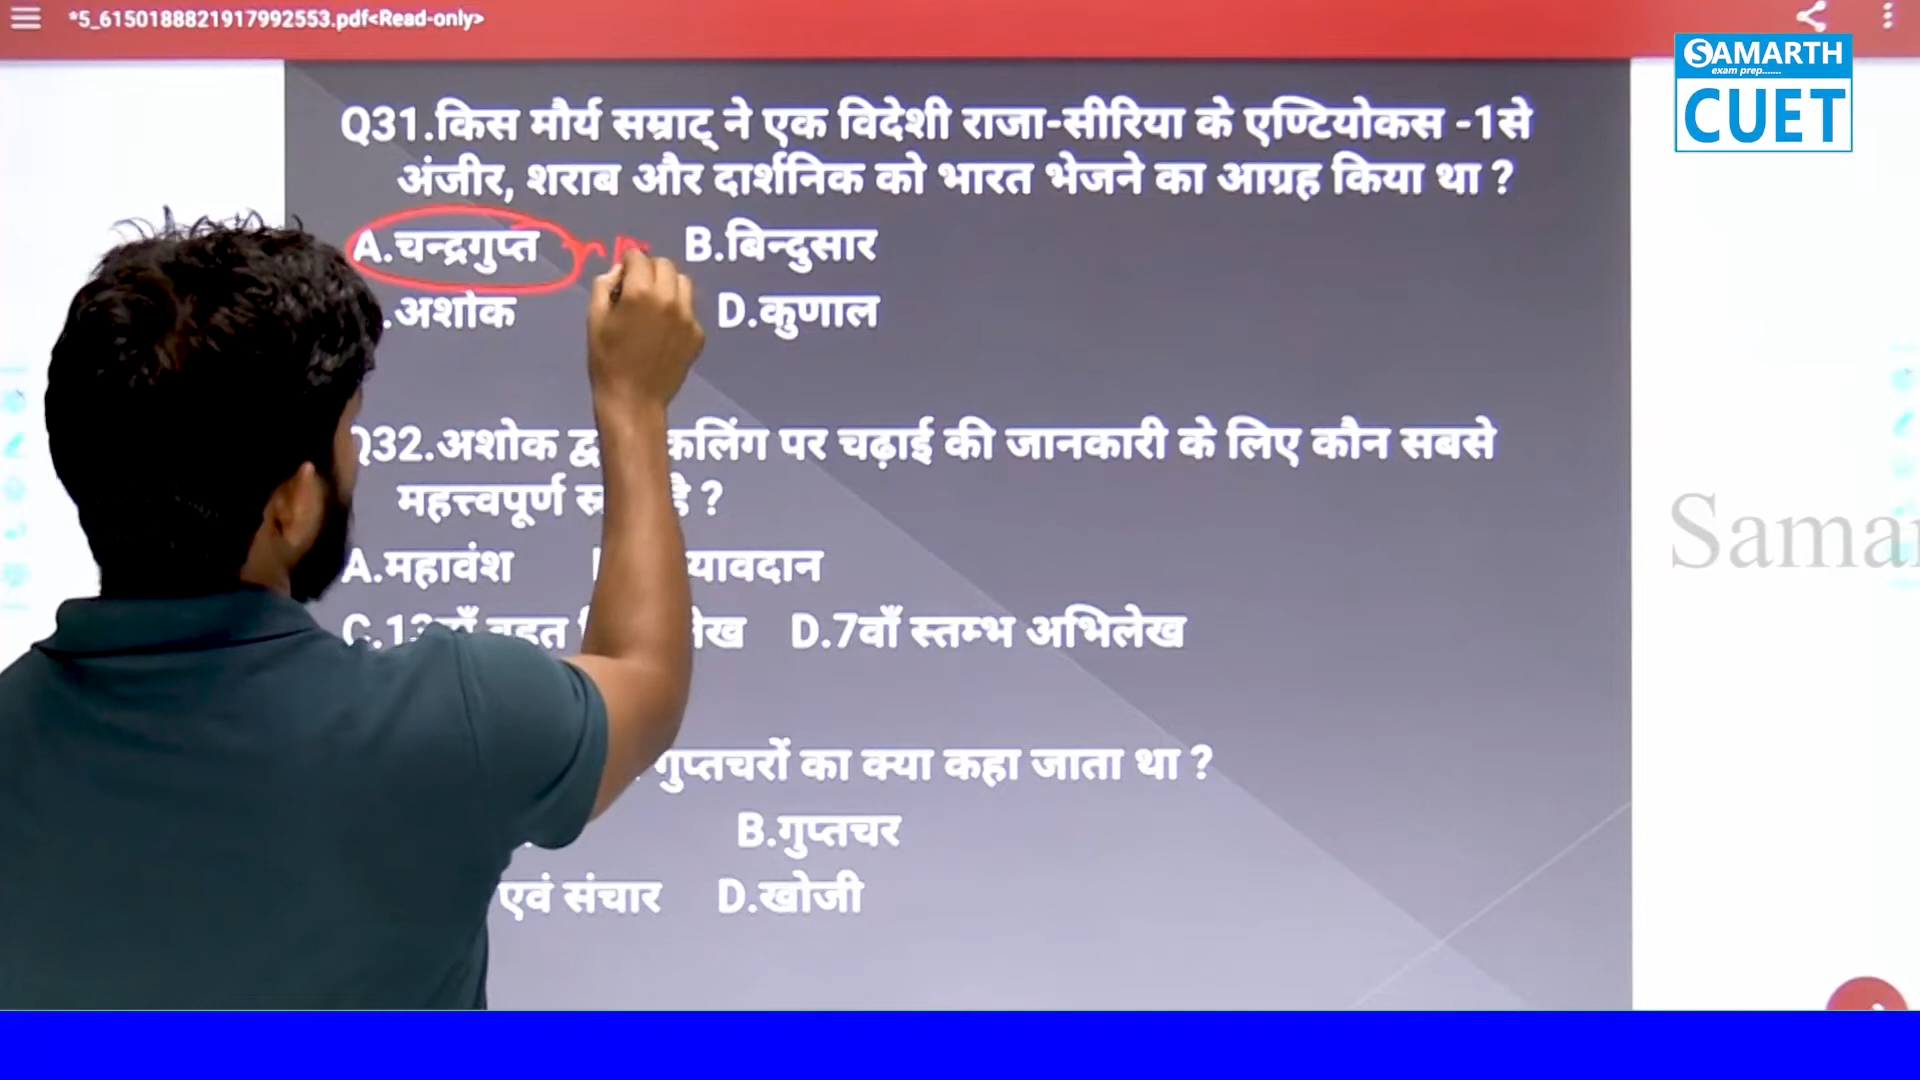 *5_6150188821917992553.pdf<Read-only>
SAMARTH
exam prep.......
CUET
Q31.किस मौर्य सम्राट् ने एक विदेशी राजा-सीरिया के एण्टियोकस -1से
अंजीर, शराब और दार्शनिक को भारत भेजने का आग्रह किया था ?
A.चन्द्रगुप्त B.बिन्दुसार
.अशोक D.कुणाल
Q32.अशोक कलिंग पर चढ़ाई की जानकारी के लिए कौन सबसे
महत्त्वपूर्ण है ?
A.महावंश यावदान
D.7वाँ स्तम्भ अभिलेख
गुप्तचरों का क्या कहा जाता था ?
B.गुप्तचर
एवं संचार D.खोजी
Samar